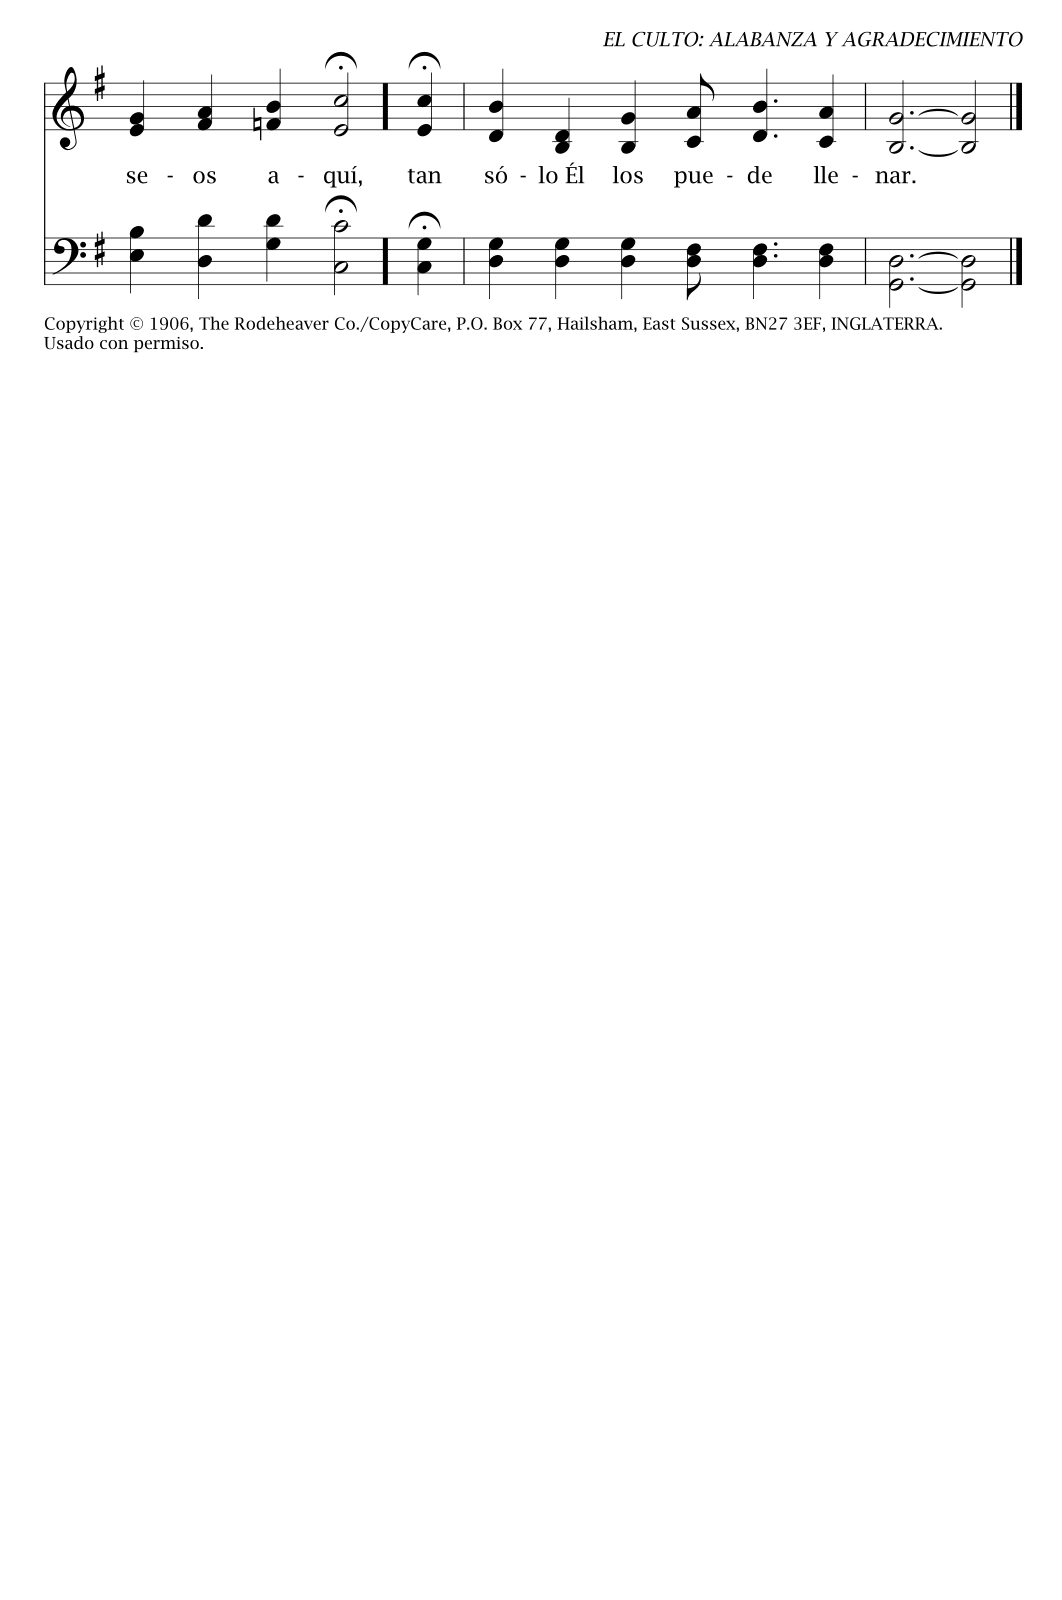 EL CULTO: ALABANZA Y AGRADECIMIENTO
se - os a - quí, tan só - lo Él los pue - de lle - nar.
Copyright © 1906, The Rodeheaver Co./CopyCare, P.O. Box 77, Hailsham, East Sussex, BN27 3EF, INGLATERRA.
Usado con permiso.